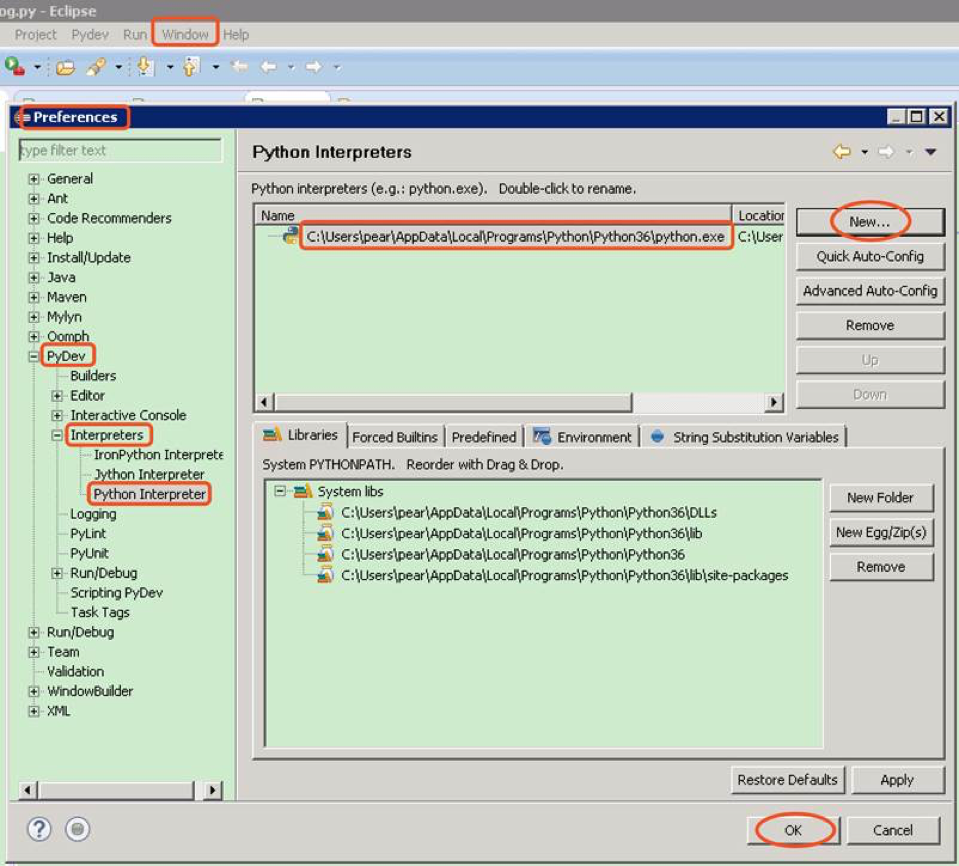 og.py - Eclipse
Project Pydev Run Window Help
Preferences
type filter text
General
Ant
Code Recommenders
Help
Install/Update
Java
Maven
Mylyn
Oomph
PyDev
Builders
Editor
Interactive Console
Interpreters
IronPython Interprete
Jython Interpreter
Python Interpreter
Logging
PyLint
PyUnit
Run/Debug
Scripting PyDev
Task Tags
Run/Debug
Team
Validation
WindowBuilder
XML
Python Interpreters
Python interpreters (e.g.: python.exe). Double-click to rename.
Name Location
C:\Users\pear\AppData\Local\Programs\Python\Python36\python.exe C:\User
New...
Quick Auto-Config
Advanced Auto-Config
Remove
Up
Down
Libraries Forced Builtins Predefined Environment String Substitution Variables
System PYTHONPATH. Reorder with Drag & Drop.
System libs
C:\Users\pear\AppData\Local\Programs\Python\Python36\DLLs
C:\Users\pear\AppData\Local\Programs\Python\Python36\lib
C:\Users\pear\AppData\Local\Programs\Python\Python36
C:\Users\pear\AppData\Local\Programs\Python\Python36\lib\site-packages
New Folder
New Egg/Zip(s)
Remove
Restore Defaults Apply
OK Cancel